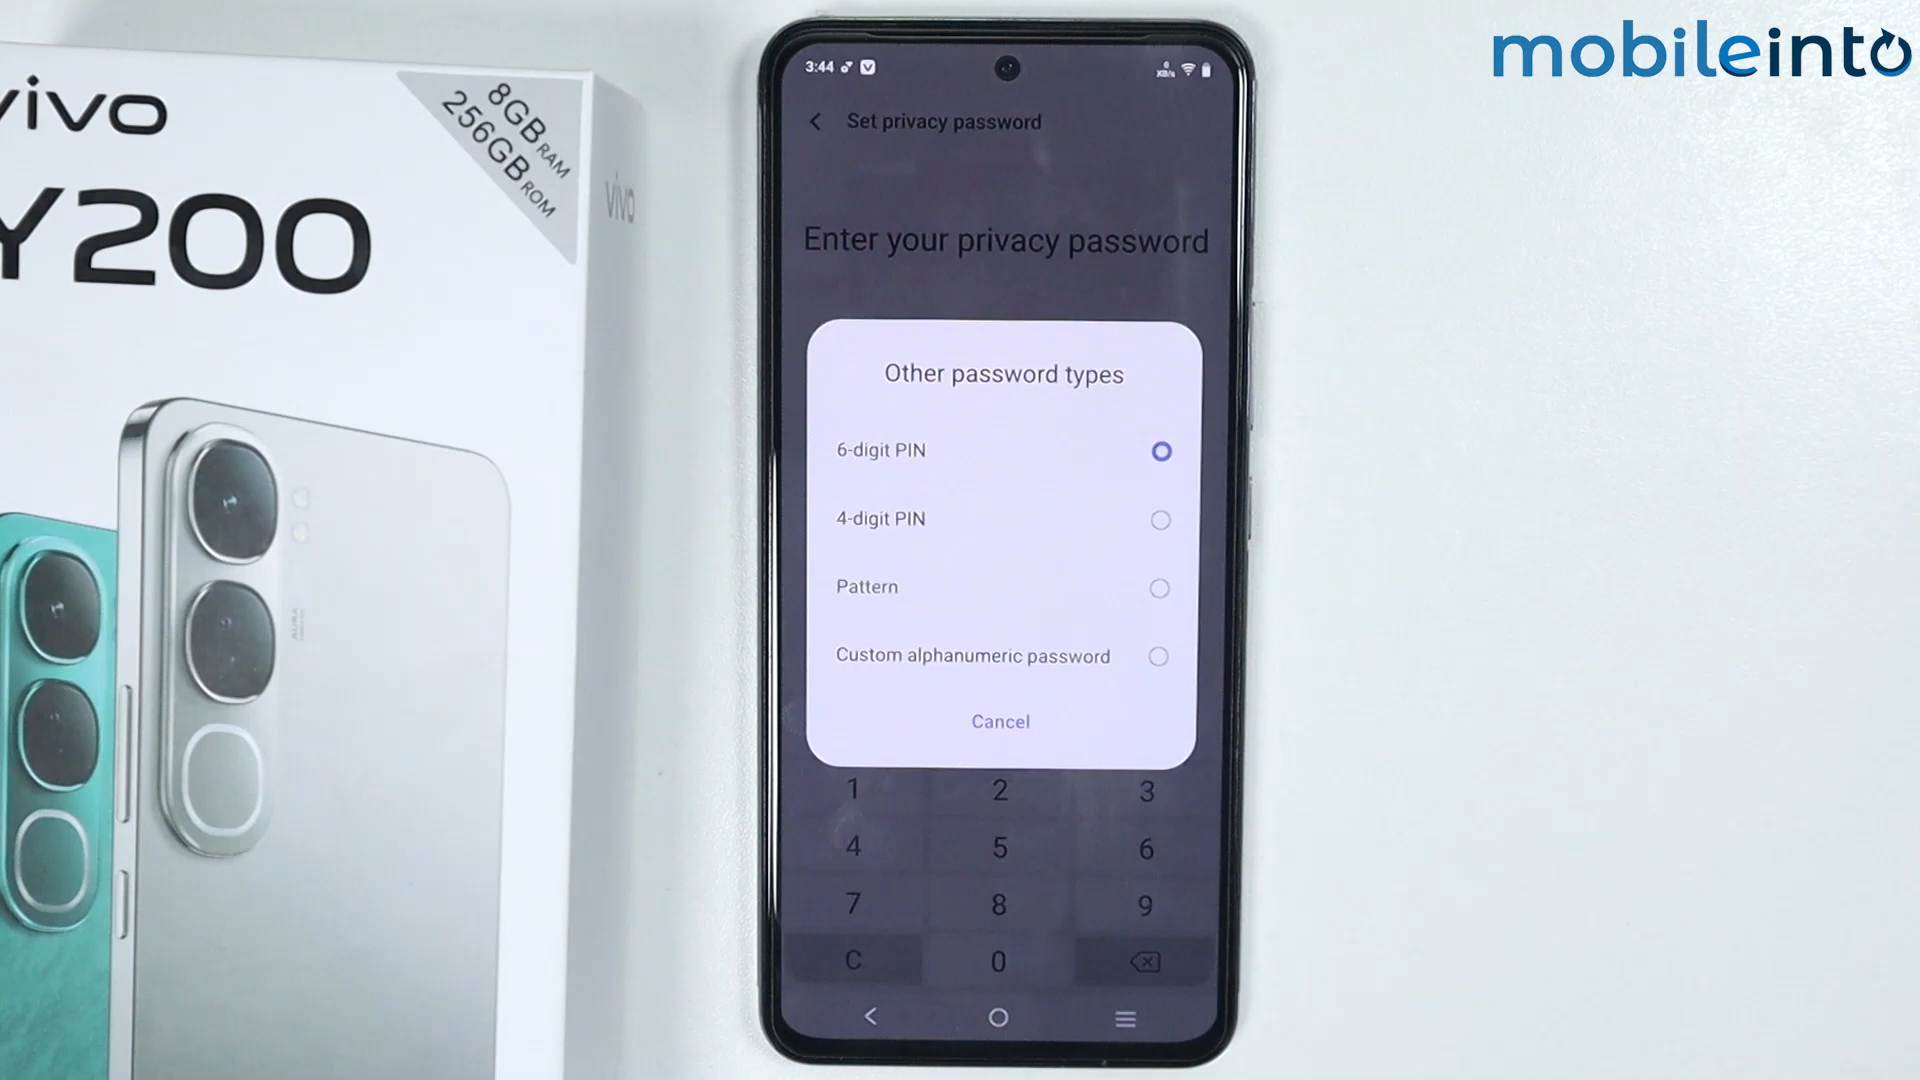 mobileinto
vivo
Y200
8GB RAM
256GB ROM
vivo
3:44
0
KB/s
Set privacy password
Enter your privacy password
Other password types
6-digit PIN
4-digit PIN
Pattern
Custom alphanumeric password
Cancel
1 2 3
4 5 6
7 8 9
C 0